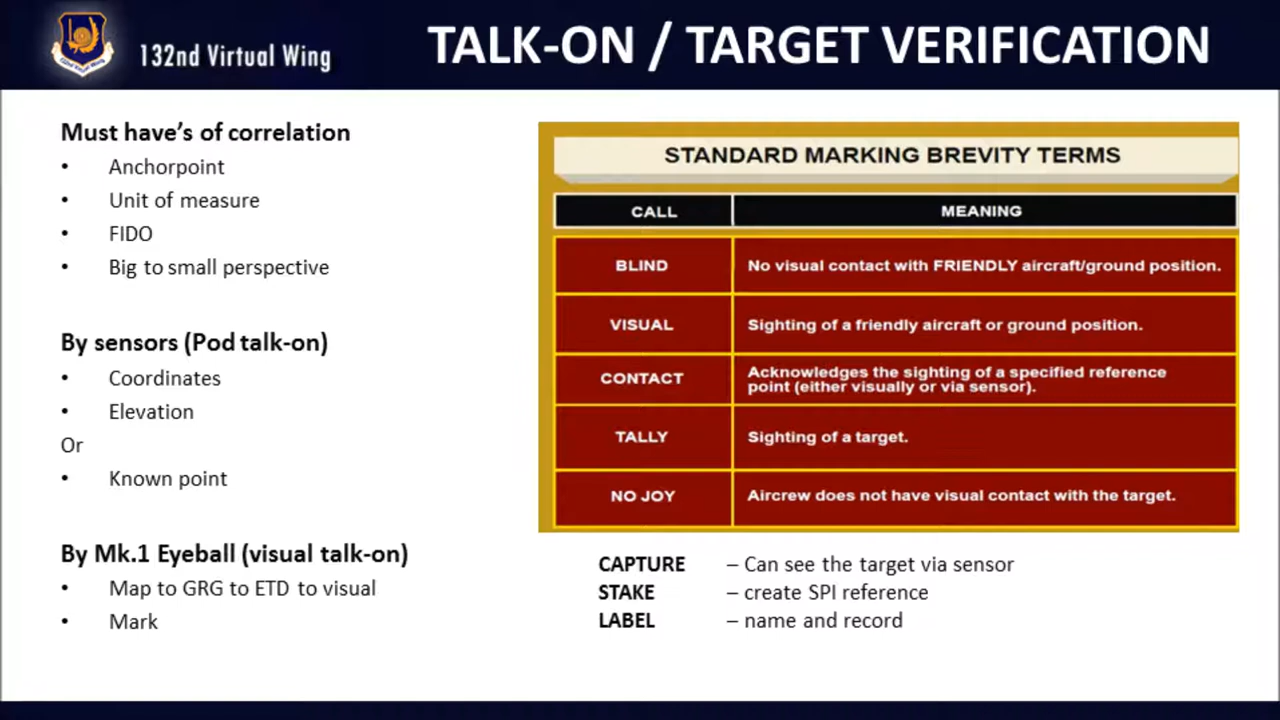 132nd Virtual Wing
TALK-ON / TARGET VERIFICATION
Must have’s of correlation
• Anchorpoint
• Unit of measure
• FIDO
• Big to small perspective
By sensors (Pod talk-on)
• Coordinates
• Elevation
Or
• Known point
By Mk.1 Eyeball (visual talk-on)
• Map to GRG to ETD to visual
• Mark
STANDARD MARKING BREVITY TERMS
CALL MEANING
BLIND No visual contact with FRIENDLY aircraft/ground position.
VISUAL Sighting of a friendly aircraft or ground position.
CONTACT Acknowledges the sighting of a specified reference
point (either visually or via sensor).
TALLY Sighting of a target.
NO JOY Aircrew does not have visual contact with the target.
CAPTURE – Can see the target via sensor
STAKE – create SPI reference
LABEL – name and record